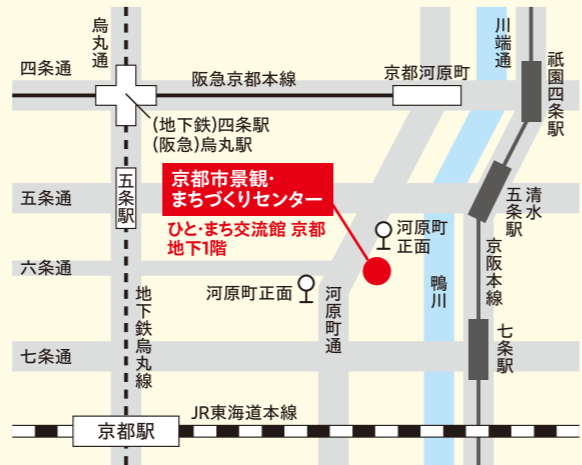 烏丸通
川端通
四条通
阪急京都本線
京都河原町
祇園四条駅
(地下鉄)四条駅
(阪急)烏丸駅
五条駅
京都市景観・
まちづくりセンター
ひと・まち交流館 京都
地下1階
五条通
清水
五条駅
河原町
正面
京阪本線
六条通
河原町正面
鴨川
地下鉄烏丸線
河原町通
七条通
七条駅
JR東海道本線
京都駅